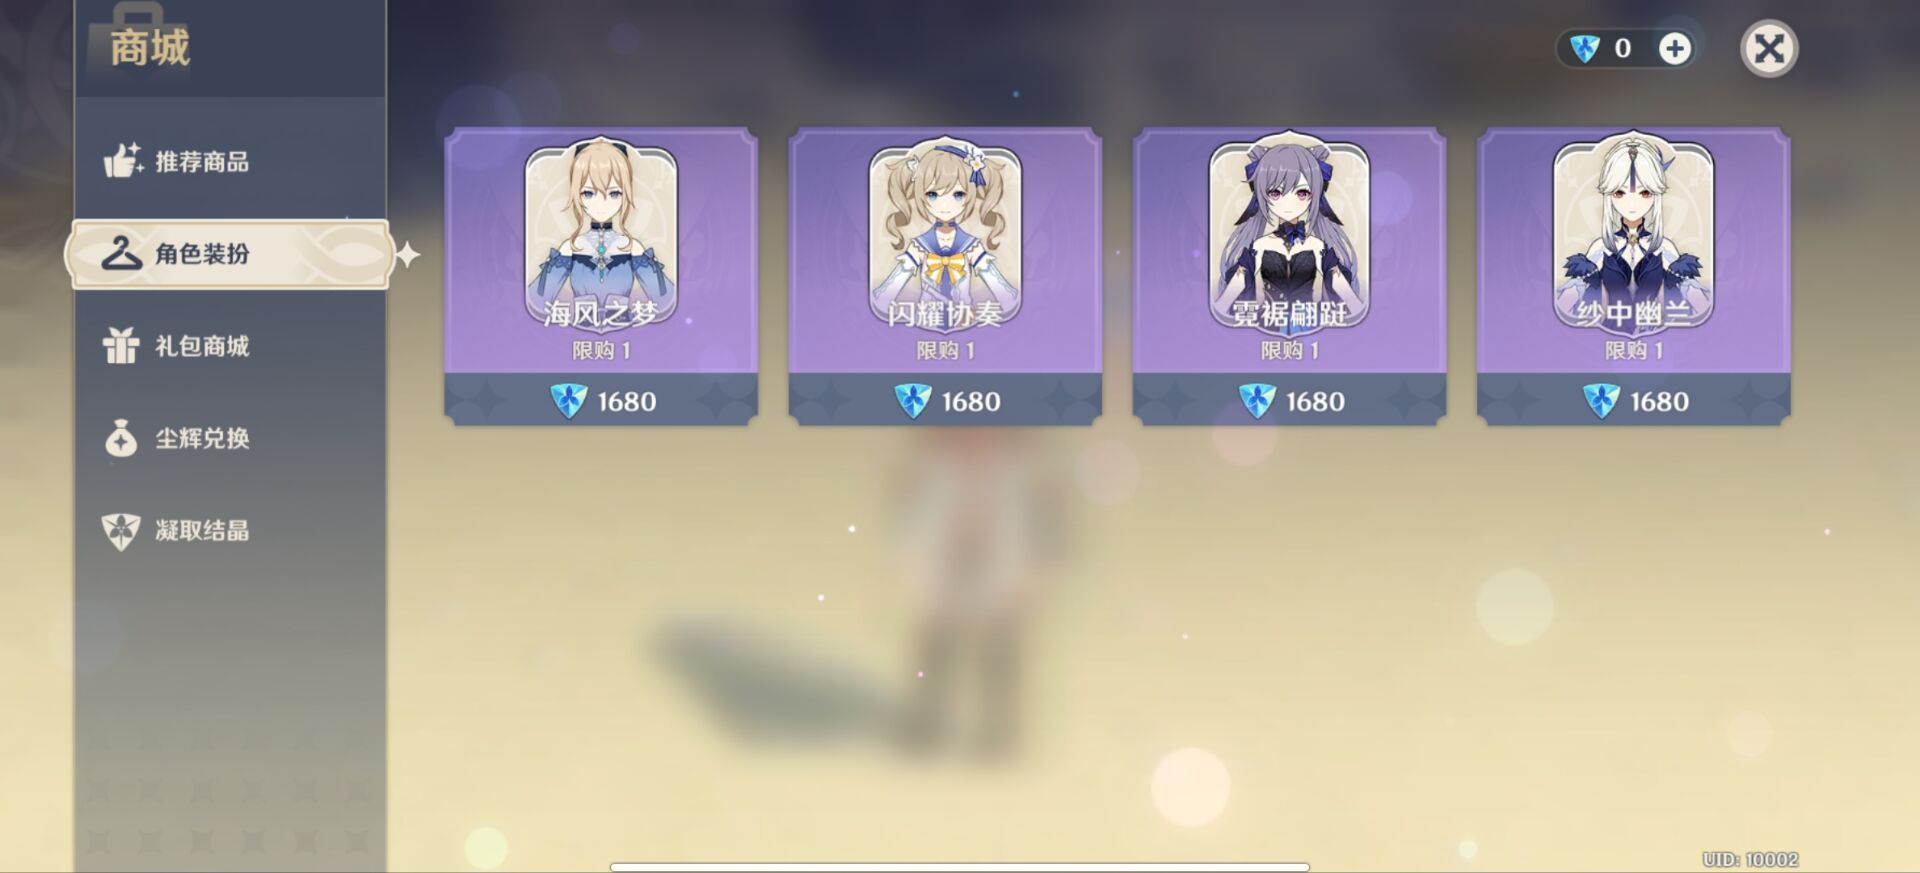 商城
0
推荐商品
角色装扮
礼包商城
尘辉兑换
凝取结晶
海风之梦
限购 1
1680
闪耀协奏
限购 1
1680
霓裾翩跹
限购 1
1680
纱中幽兰
限购 1
1680
UID: 10002